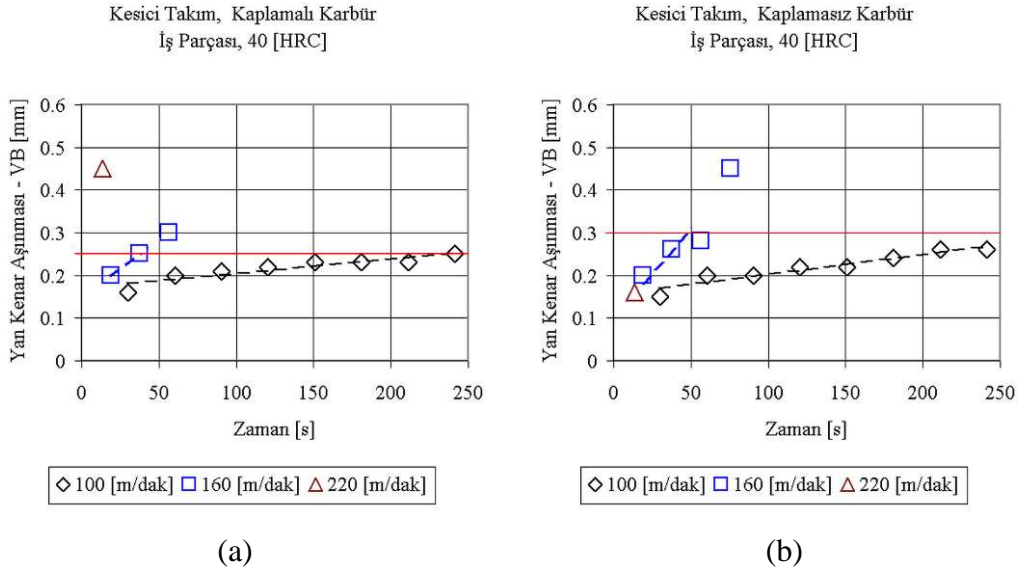 Kesici Takım, Kaplamalı Karbür
İş Parçası, 40 [HRC]
Yan Kenar Aşınması - VB [mm]
0.6
0.5
0.4
0.3
0.2
0.1
0
0 50 100 150 200 250
Zaman [s]
100 [m/dak] 160 [m/dak] 220 [m/dak]
(a)
Kesici Takım, Kaplamasız Karbür
İş Parçası, 40 [HRC]
Yan Kenar Aşınması - VB [mm]
0.6
0.5
0.4
0.3
0.2
0.1
0
0 50 100 150 200 250
Zaman [s]
100 [m/dak] 160 [m/dak] 220 [m/dak]
(b)